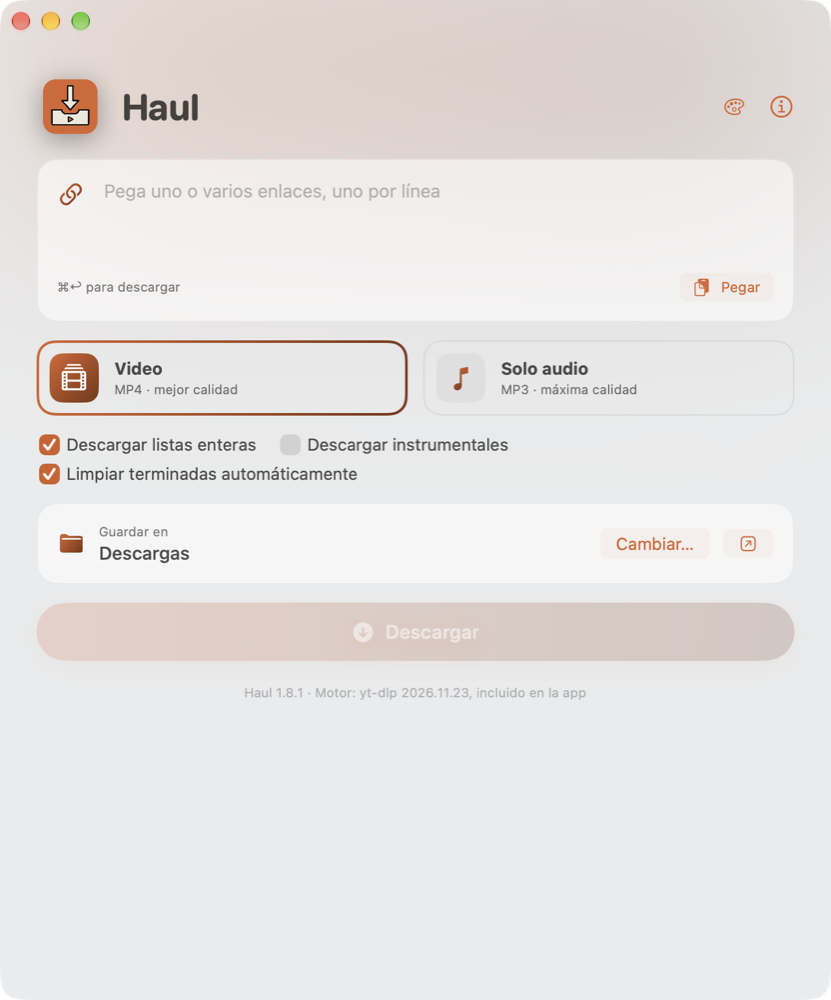 Haul
Pega uno o varios enlaces, uno por línea
⌘↩ para descargar
Pegar
Video
MP4 · mejor calidad
Solo audio
MP3 · máxima calidad
Descargar listas enteras
Descargar instrumentales
Limpiar terminadas automáticamente
Guardar en
Descargas
Cambiar...
Descargar
Haul 1.8.1 · Motor: yt-dlp 2026.11.23, incluido en la app